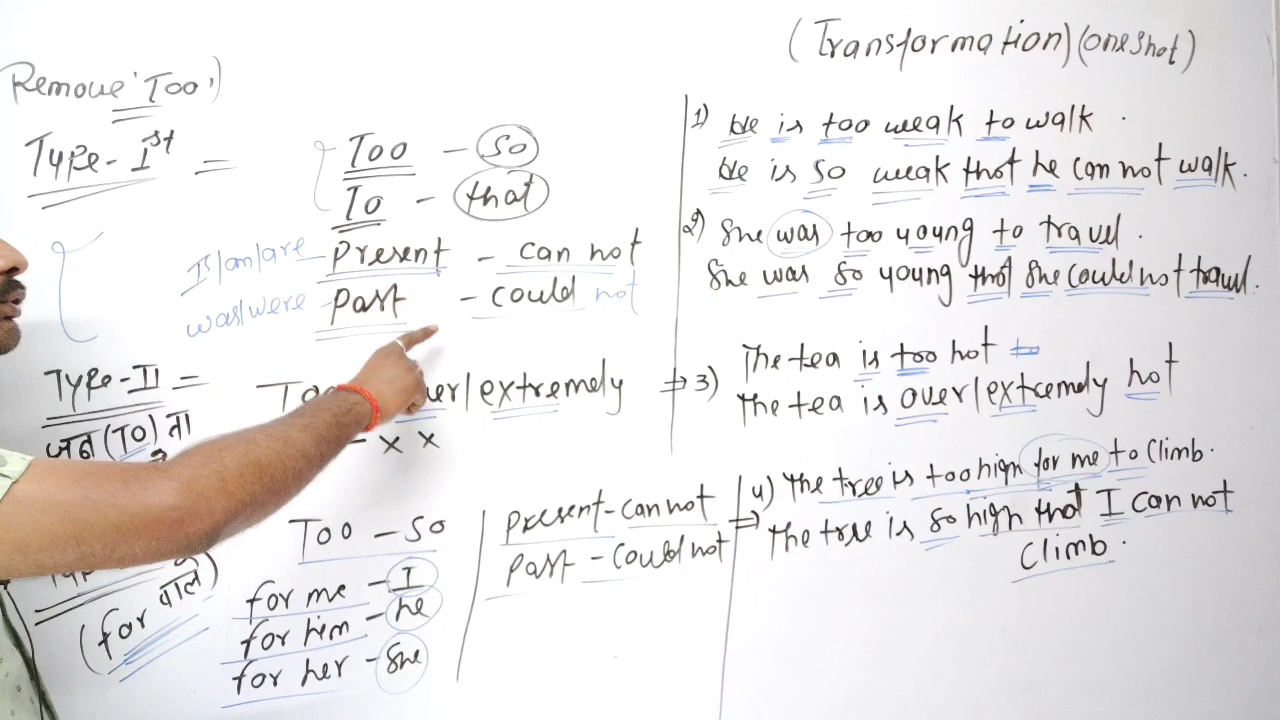 (Transformation) (oneshot)
Remove 'Too')
Type-Ist =
Too - so
To - that
Is/am/are Present - can not
was/were Past - could not
Type-II =
जब (To) ना
over/extremely
- x x
Too - so
(for वाले)
for me - I
for him - he
for her - She
Present-can not
Past - Could not
1) He is too weak to walk.
He is so weak that he can not walk.
2) She was too young to travel.
She was so young that she could not travel.
⇒ 3) The tea is too hot
The tea is over/extremely hot
⇒ 4) The tree is too high for me to climb.
The tree is so high that I can not
Climb.